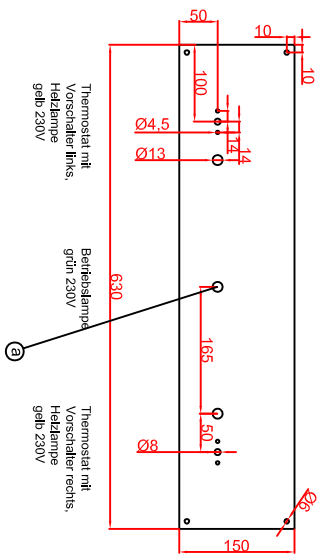 50
10
10
100
Ø4,5
14
14
Ø13
Thermostat mit
Vorschalter links,
Heizlampe
gelb 230V
Betriebslampe
grün 230V
630
165
a
Thermostat mit
Vorschalter rechts,
Heizlampe
gelb 230V
50
Ø8
Ø6
150